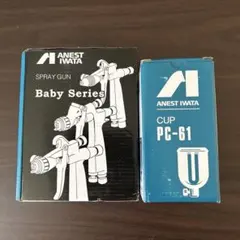 ANEST
IWATA
SPRAY GUN
Baby Series
ANEST IWATA
CUP
PC-61